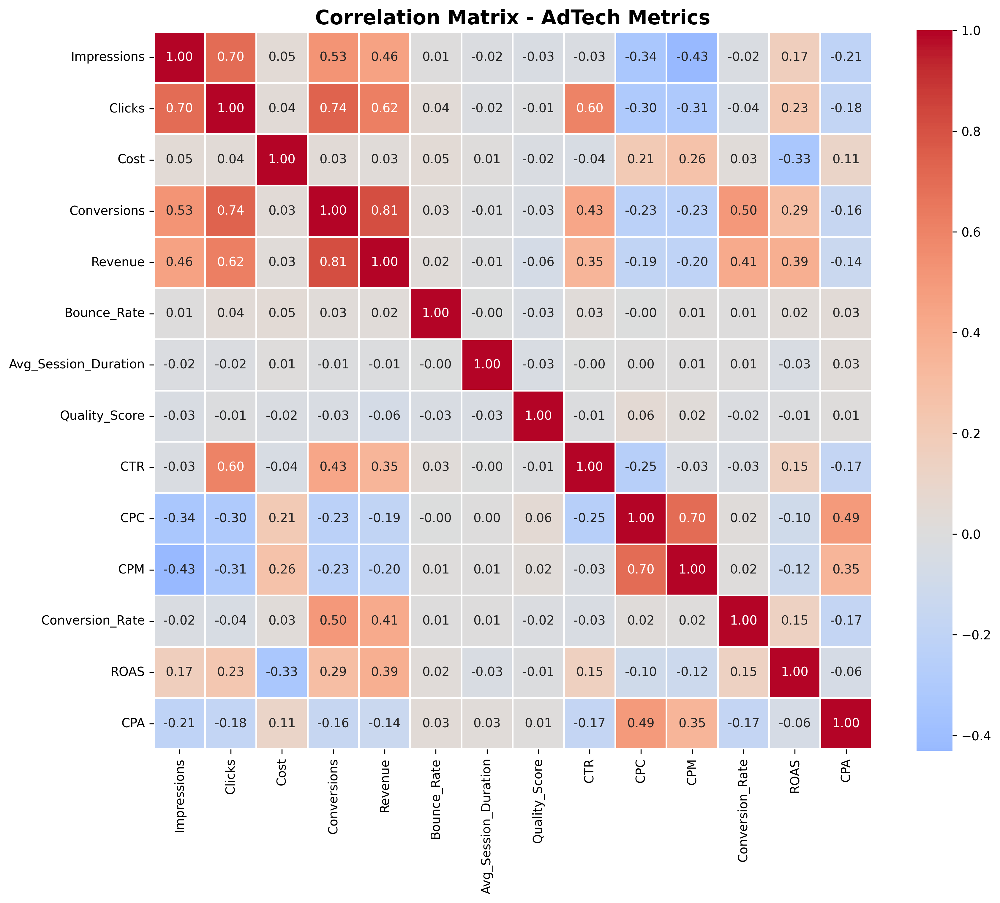 Correlation Matrix - AdTech Metrics
Impressions 1.00 0.70 0.05 0.53 0.46 0.01 -0.02 -0.03 -0.03 -0.34 -0.43 -0.02 0.17 -0.21
Clicks 0.70 1.00 0.04 0.74 0.62 0.04 -0.02 -0.01 0.60 -0.30 -0.31 -0.04 0.23 -0.18
Cost 0.05 0.04 1.00 0.03 0.03 0.05 0.01 -0.02 -0.04 0.21 0.26 0.03 -0.33 0.11
Conversions 0.53 0.74 0.03 1.00 0.81 0.03 -0.01 -0.03 0.43 -0.23 -0.23 0.50 0.29 -0.16
Revenue 0.46 0.62 0.03 0.81 1.00 0.02 -0.01 -0.06 0.35 -0.19 -0.20 0.41 0.39 -0.14
Bounce_Rate 0.01 0.04 0.05 0.03 0.02 1.00 -0.00 -0.03 0.03 -0.00 0.01 0.01 0.02 0.03
Avg_Session_Duration -0.02 -0.02 0.01 -0.01 -0.01 -0.00 1.00 -0.03 -0.00 0.00 0.01 0.01 -0.03 0.03
Quality_Score -0.03 -0.01 -0.02 -0.03 -0.06 -0.03 -0.03 1.00 -0.01 0.06 0.02 -0.02 -0.01 0.01
CTR -0.03 0.60 -0.04 0.43 0.35 0.03 -0.00 -0.01 1.00 -0.25 -0.03 -0.03 0.15 -0.17
CPC -0.34 -0.30 0.21 -0.23 -0.19 -0.00 0.00 0.06 -0.25 1.00 0.70 0.02 -0.10 0.49
CPM -0.43 -0.31 0.26 -0.23 -0.20 0.01 0.01 0.02 -0.03 0.70 1.00 0.02 -0.12 0.35
Conversion_Rate -0.02 -0.04 0.03 0.50 0.41 0.01 0.01 -0.02 -0.03 0.02 0.02 1.00 0.15 -0.17
ROAS 0.17 0.23 -0.33 0.29 0.39 0.02 -0.03 -0.01 0.15 -0.10 -0.12 0.15 1.00 -0.06
CPA -0.21 -0.18 0.11 -0.16 -0.14 0.03 0.03 0.01 -0.17 0.49 0.35 -0.17 -0.06 1.00
Impressions
Clicks
Cost
Conversions
Revenue
Bounce_Rate
Avg_Session_Duration
Quality_Score
CTR
CPC
CPM
Conversion_Rate
ROAS
CPA
1.0
0.8
0.6
0.4
0.2
0.0
−0.2
−0.4